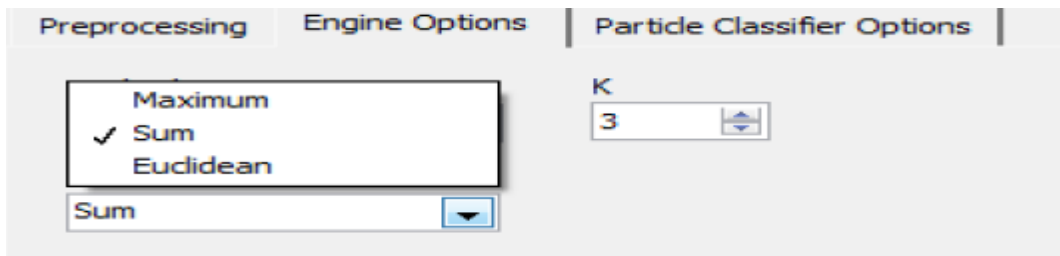 Preprocessing Engine Options Particle Classifier Options
K
Maximum
3
Sum
Euclidean
Sum